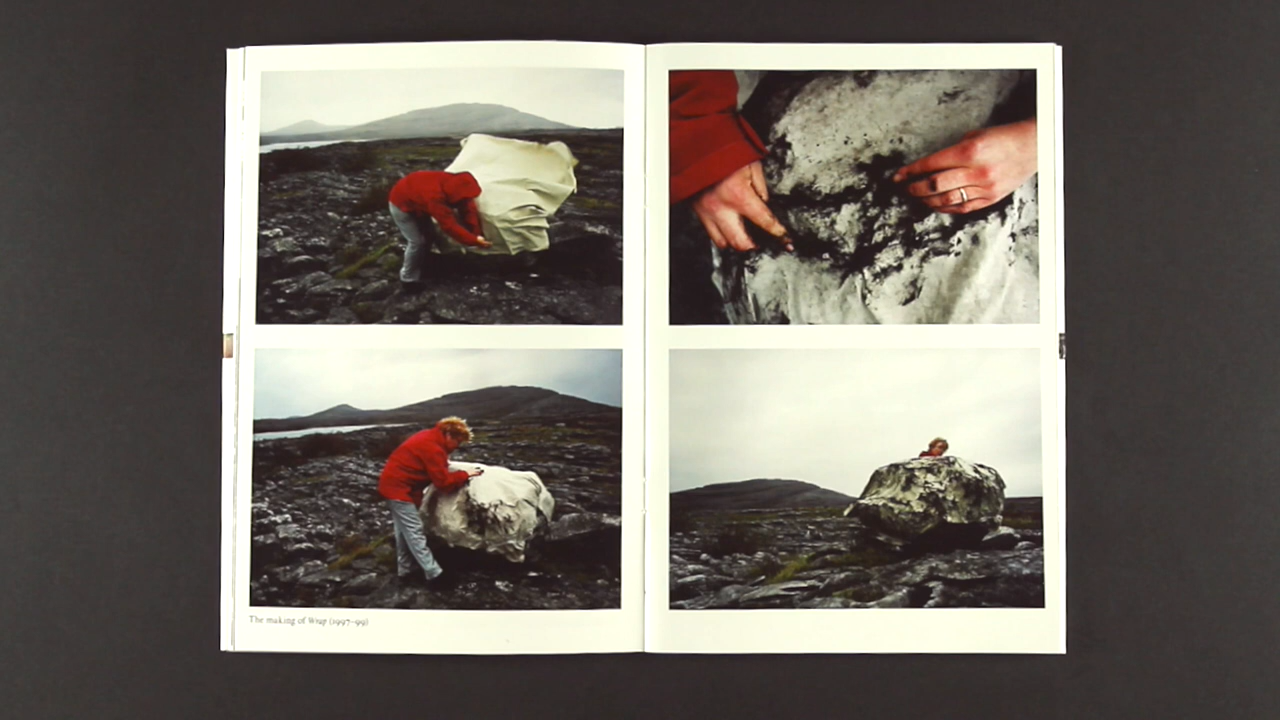 The making of Wrap (1997–99)